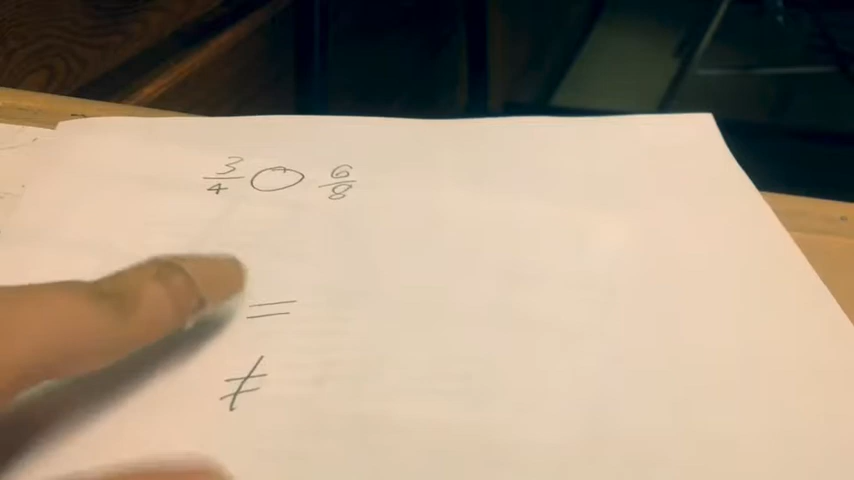 3/4 ○ 6/8
=
≠